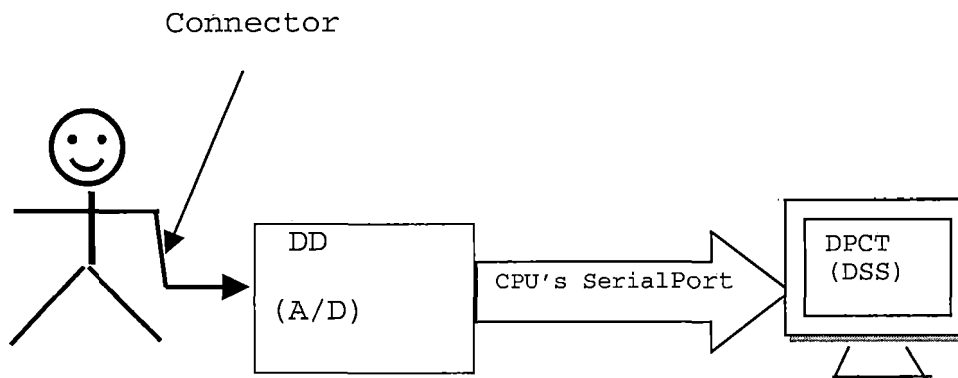 Connector
DD
(A/D)
CPU's SerialPort
DPCT
(DSS)